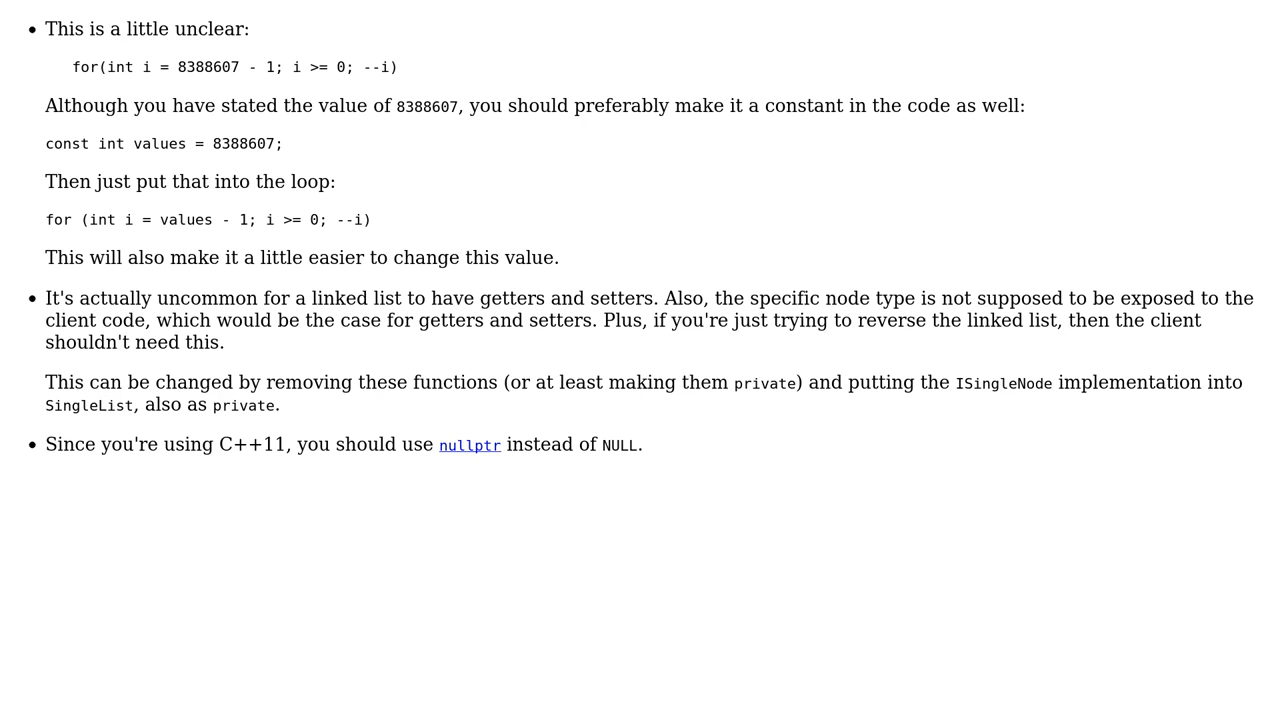 • This is a little unclear:
for(int i = 8388607 - 1; i >= 0; --i)
Although you have stated the value of 8388607, you should preferably make it a constant in the code as well:
const int values = 8388607;
Then just put that into the loop:
for (int i = values - 1; i >= 0; --i)
This will also make it a little easier to change this value.
• It's actually uncommon for a linked list to have getters and setters. Also, the specific node type is not supposed to be exposed to the
client code, which would be the case for getters and setters. Plus, if you're just trying to reverse the linked list, then the client
shouldn't need this.
This can be changed by removing these functions (or at least making them private) and putting the ISingleNode implementation into
SingleList, also as private.
• Since you're using C++11, you should use nullptr instead of NULL.